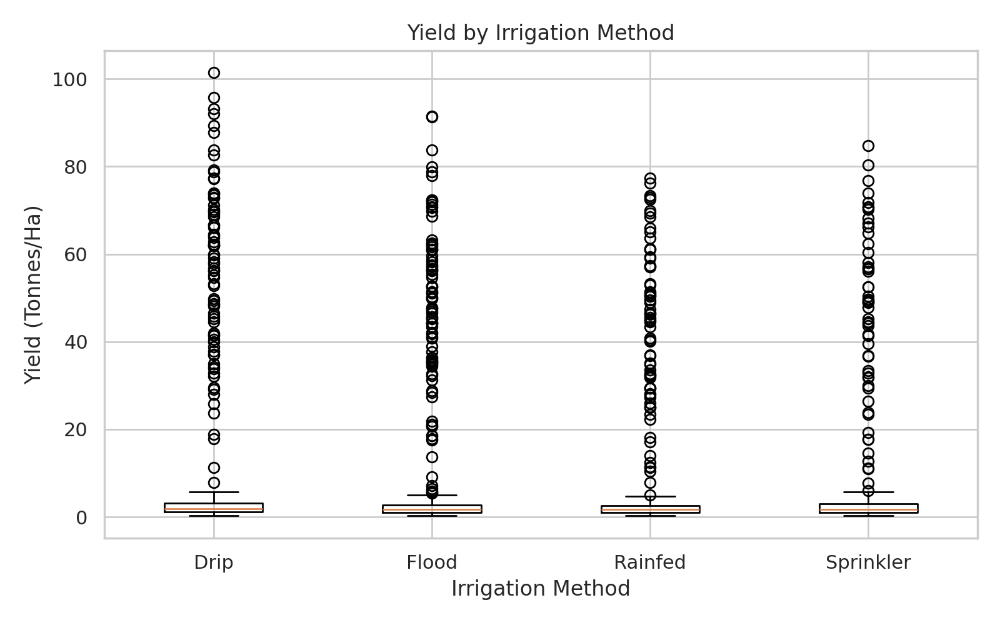 Yield by Irrigation Method
100
80
60
40
20
0
Yield (Tonnes/Ha)
Drip
Flood
Rainfed
Sprinkler
Irrigation Method